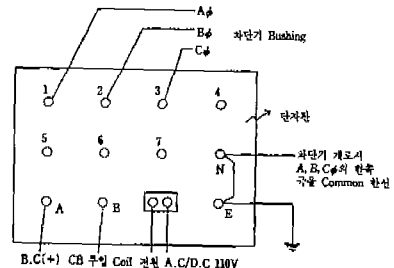 Aφ
Bφ 차단기 Bushing
Cφ
1 2 3 4
단자판
5 6 7
N
차단기 개로시
A, B, Cφ의 한쪽
극을 Common 한선
A B E
B.C(+) CB 투입 Coil 전원 A.C/D.C 110V